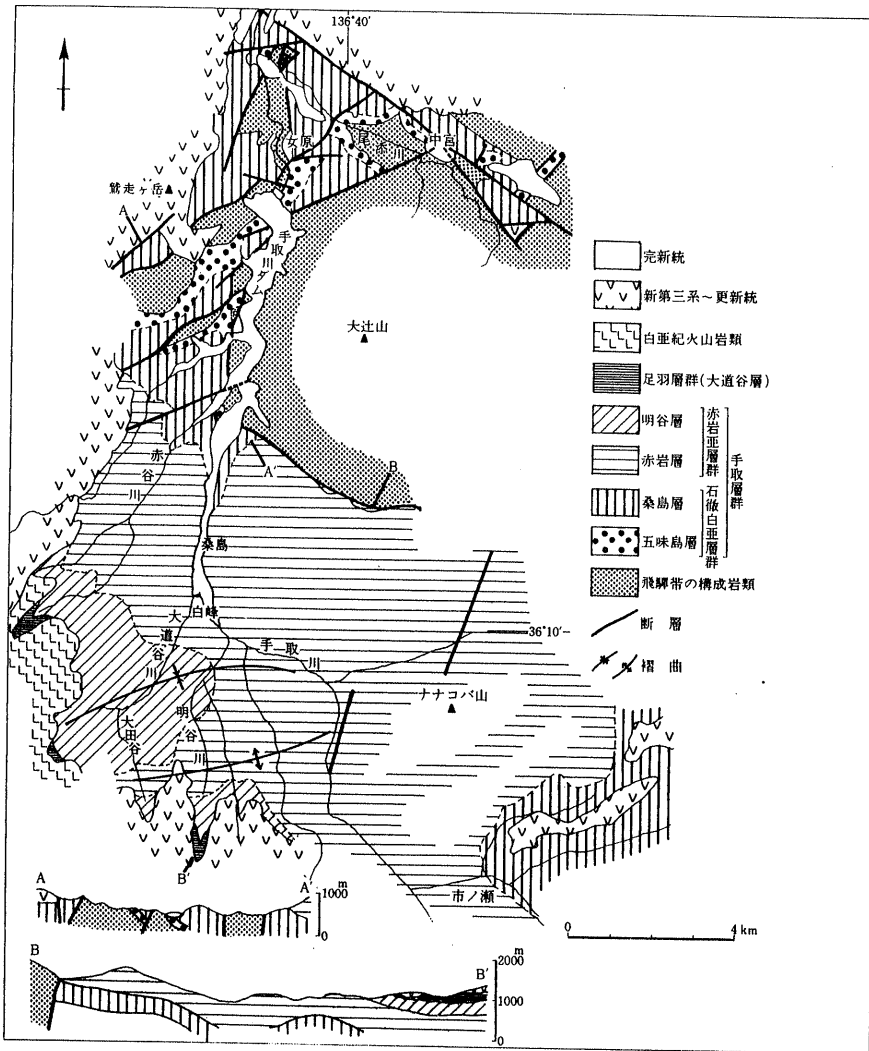 136°40′
女原
尾添川
中宮
鷲走ヶ岳
A
手取川ダム
大辻山
赤谷川
A′
B
桑島
白峰
大道谷川
手取川
36°10′
ナナコバ山
大田谷
明谷川
B′
市ノ瀬
完新統
新第三系～更新統
白亜紀火山岩類
足羽層群(大道谷層)
明谷層
赤岩層
赤岩亜層群
桑島層
五味島層
石徹白亜層群
手取層群
飛驒帯の構成岩類
断層
褶曲
0 4 km
A A′
m
1000
0
B B′
m
2000
1000
0